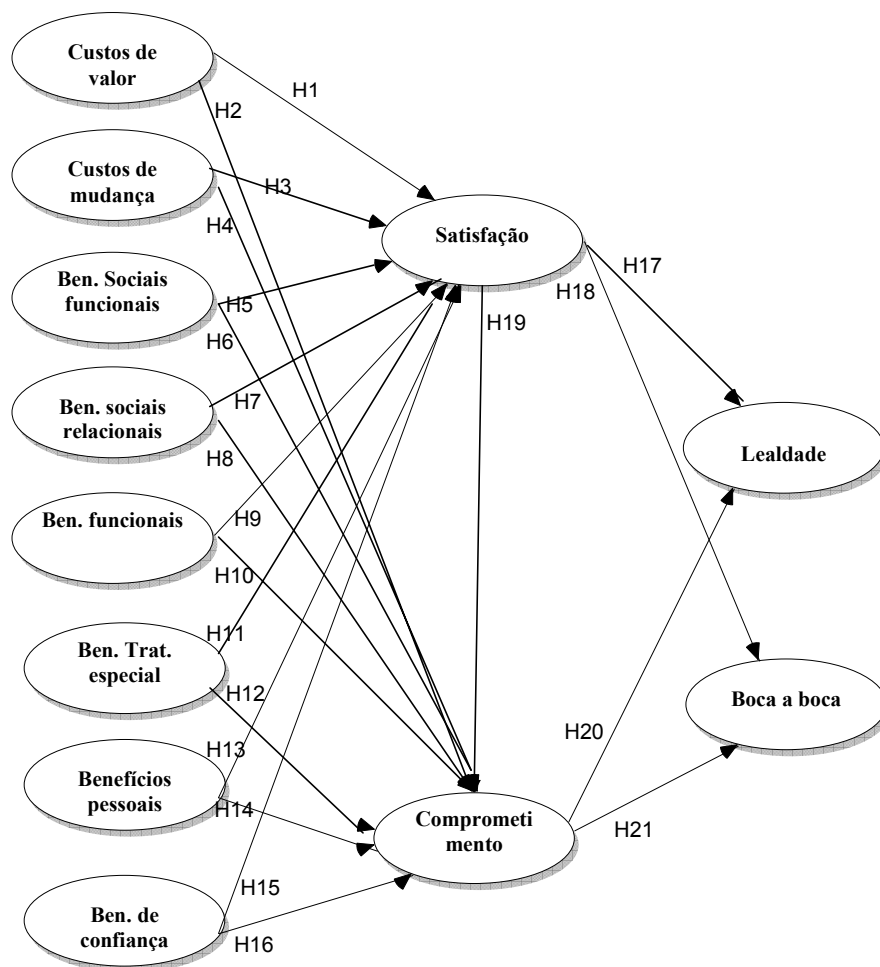 Custos de
valor
H1
H2
Custos de
mudança
H3
H4
Satisfação
Ben. Sociais
funcionais
H5
H6
H17
H18
H19
Ben. sociais
relacionais
H7
H8
Lealdade
Ben. funcionais
H9
H10
Ben. Trat.
especial
H11
H12
Boca a boca
H20
Benefícios
pessoais
H13
H14
Comprometi
mento
H21
Ben. de
confiança
H15
H16